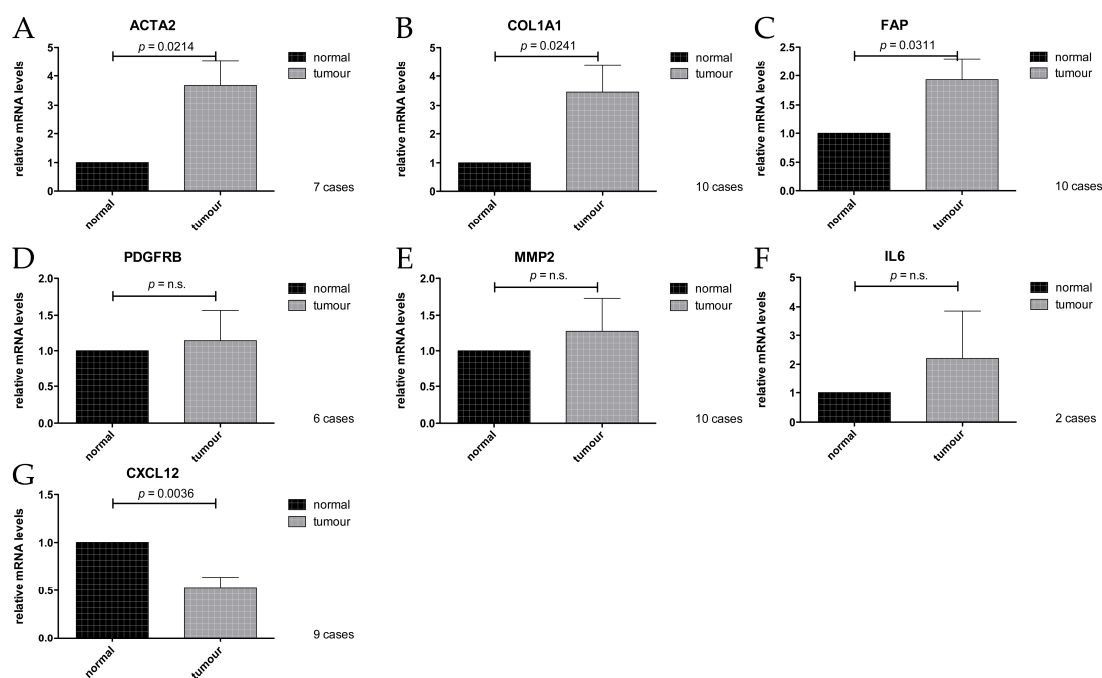 A
ACTA2
p = 0.0214
relative mRNA levels
5
4
3
2
1
0
normal
tumour
normal
tumour
7 cases
B
COL1A1
p = 0.0241
relative mRNA levels
5
4
3
2
1
0
normal
tumour
normal
tumour
10 cases
C
FAP
p = 0.0311
relative mRNA levels
2.5
2.0
1.5
1.0
0.5
0.0
normal
tumour
normal
tumour
10 cases
D
PDGFRB
p = n.s.
relative mRNA levels
2.0
1.5
1.0
0.5
0.0
normal
tumour
normal
tumour
6 cases
E
MMP2
p = n.s.
relative mRNA levels
2.0
1.5
1.0
0.5
0.0
normal
tumour
normal
tumour
10 cases
F
IL6
p = n.s.
relative mRNA levels
5
4
3
2
1
0
normal
tumour
normal
tumour
2 cases
G
CXCL12
p = 0.0036
relative mRNA levels
1.5
1.0
0.5
0.0
normal
tumour
normal
tumour
9 cases